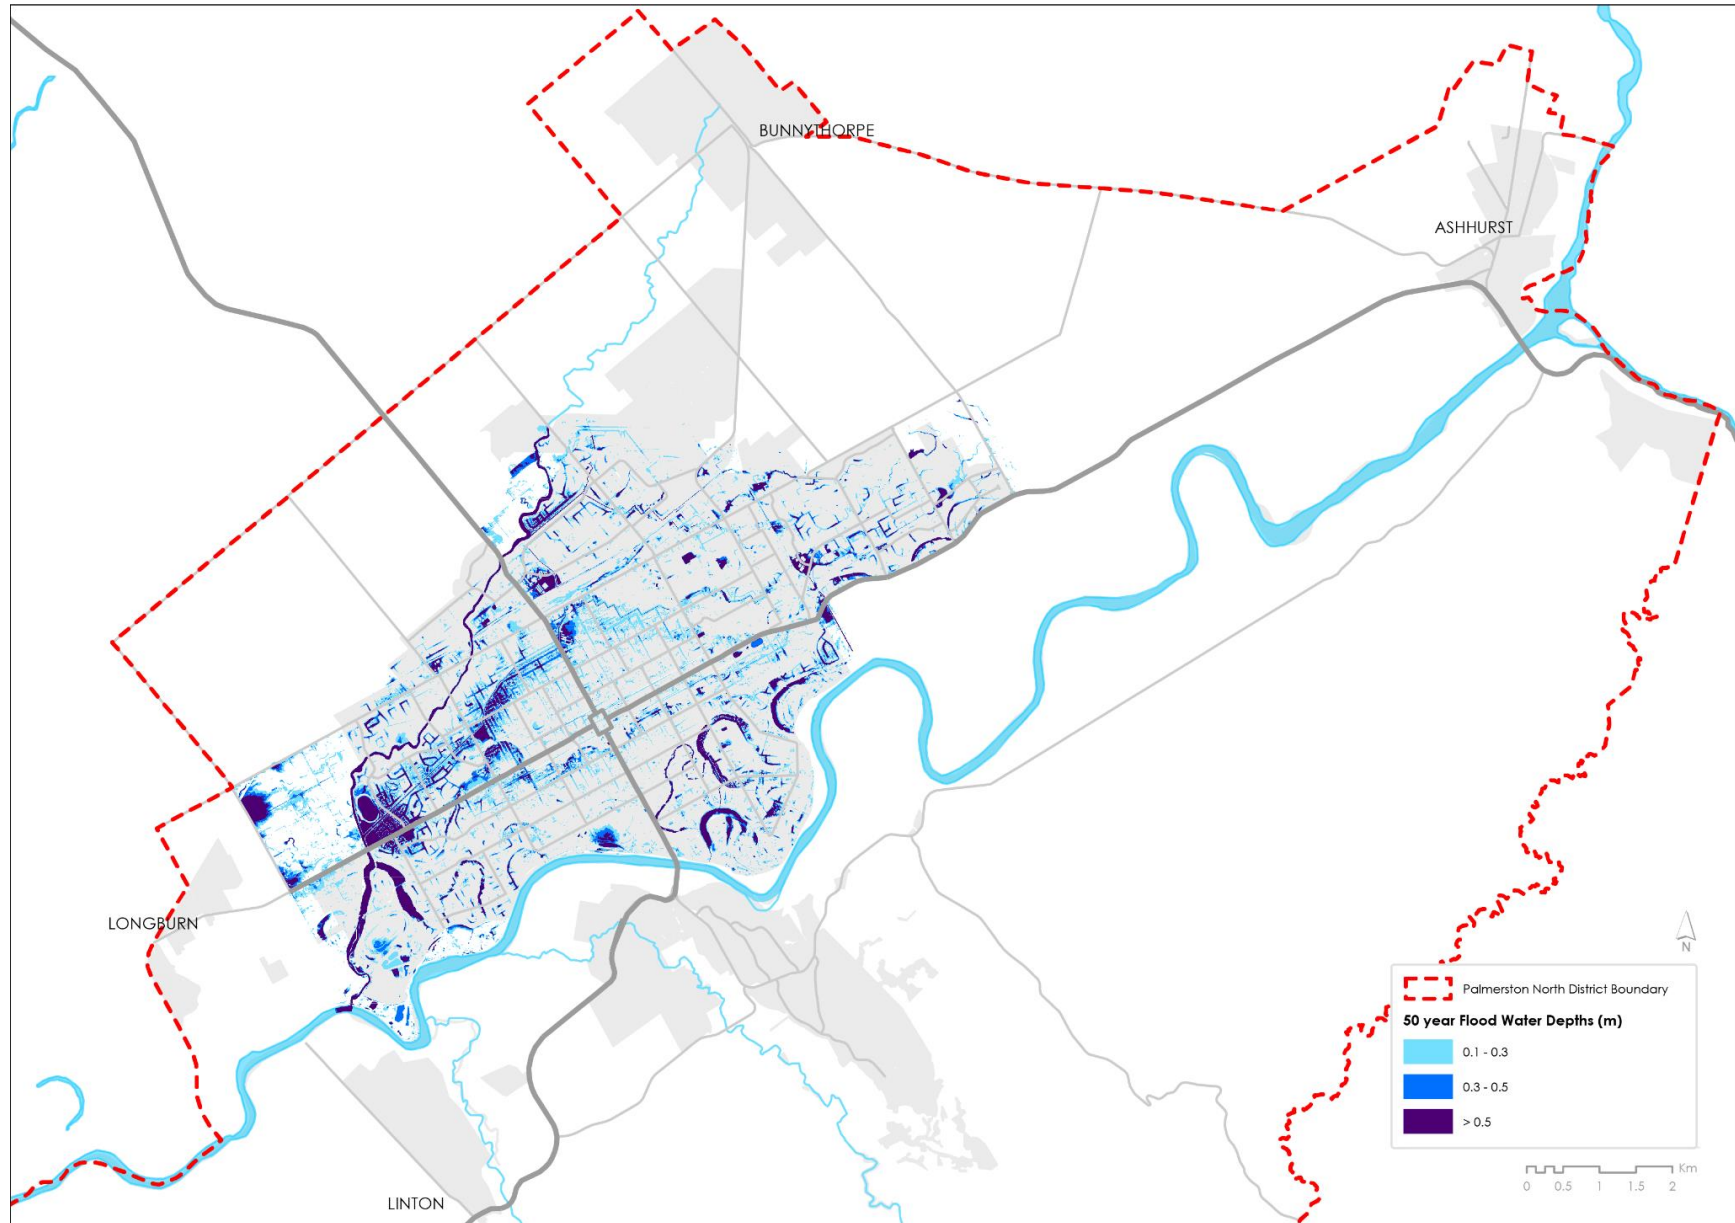 BUNNYTHORPE
ASHHURST
LONGBURN
LINTON
N
Palmerston North District Boundary
50 year Flood Water Depths (m)
0.1 - 0.3
0.3 - 0.5
> 0.5
Km
0 0.5 1 1.5 2